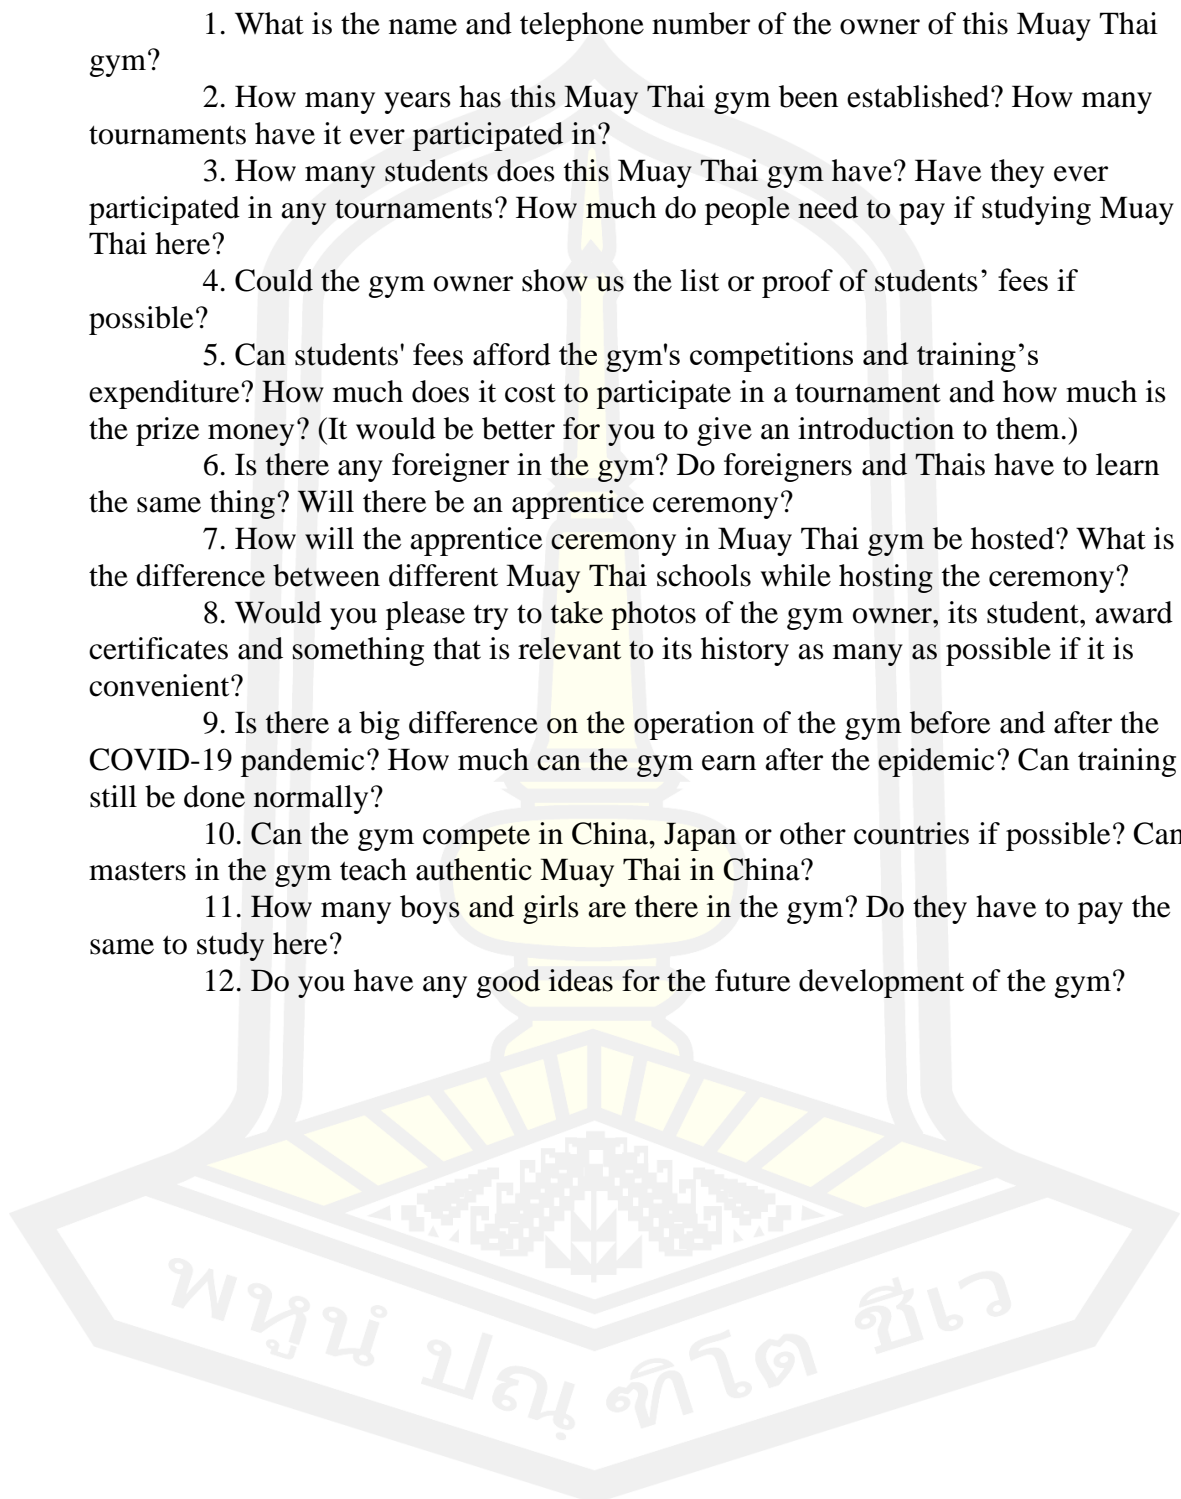 1. What is the name and telephone number of the owner of this Muay Thai
gym?
2. How many years has this Muay Thai gym been established? How many
tournaments have it ever participated in?
3. How many students does this Muay Thai gym have? Have they ever
participated in any tournaments? How much do people need to pay if studying Muay
Thai here?
4. Could the gym owner show us the list or proof of students’ fees if
possible?
5. Can students' fees afford the gym's competitions and training’s
expenditure? How much does it cost to participate in a tournament and how much is
the prize money? (It would be better for you to give an introduction to them.)
6. Is there any foreigner in the gym? Do foreigners and Thais have to learn
the same thing? Will there be an apprentice ceremony?
7. How will the apprentice ceremony in Muay Thai gym be hosted? What is
the difference between different Muay Thai schools while hosting the ceremony?
8. Would you please try to take photos of the gym owner, its student, award
certificates and something that is relevant to its history as many as possible if it is
convenient?
9. Is there a big difference on the operation of the gym before and after the
COVID-19 pandemic? How much can the gym earn after the epidemic? Can training
still be done normally?
10. Can the gym compete in China, Japan or other countries if possible? Can
masters in the gym teach authentic Muay Thai in China?
11. How many boys and girls are there in the gym? Do they have to pay the
same to study here?
12. Do you have any good ideas for the future development of the gym?
พหูนํ ปณฺ ฑิโต ชีเว